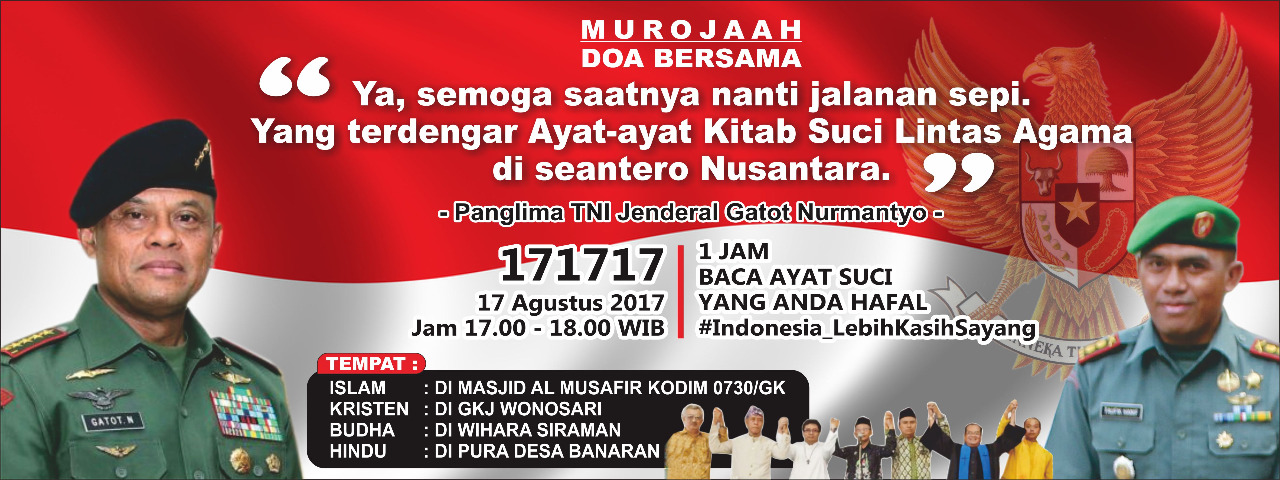 MUROJAAH
DOA BERSAMA
“ Ya, semoga saatnya nanti jalanan sepi.
Yang terdengar Ayat-ayat Kitab Suci Lintas Agama
di seantero Nusantara. ”
- Panglima TNI Jenderal Gatot Nurmantyo -
171717
17 Agustus 2017
Jam 17.00 - 18.00 WIB
1 JAM
BACA AYAT SUCI
YANG ANDA HAFAL
#Indonesia_LebihKasihSayang
TEMPAT :
ISLAM : DI MASJID AL MUSAFIR KODIM 0730/GK
KRISTEN : DI GKJ WONOSARI
BUDHA : DI WIHARA SIRAMAN
HINDU : DI PURA DESA BANARAN
GATOT. N